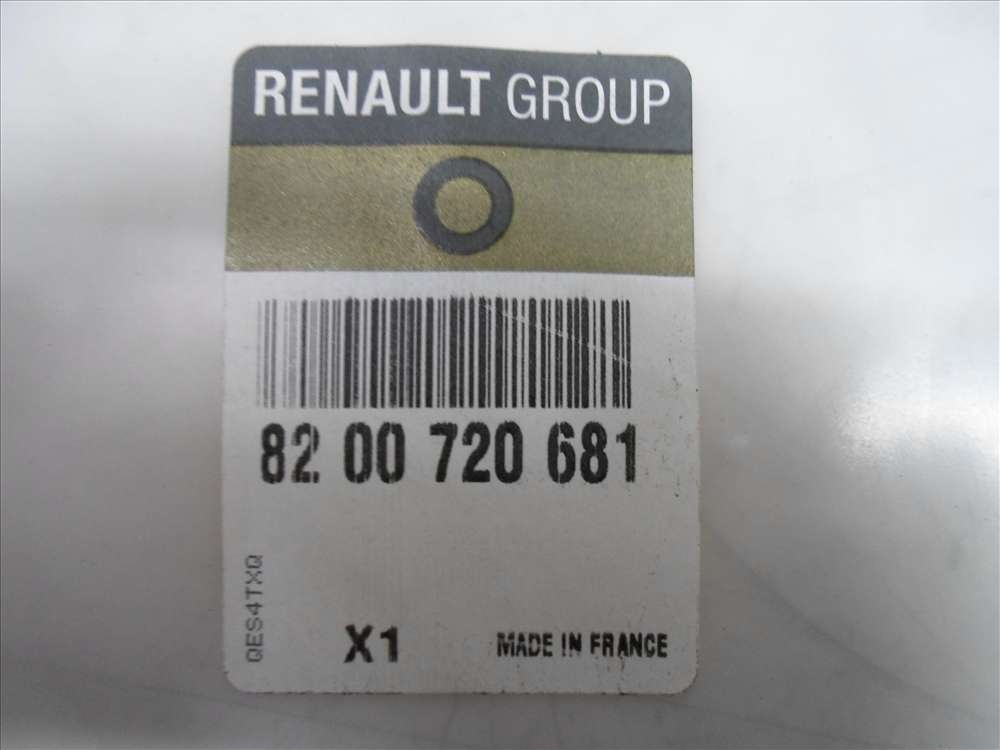 RENAULT GROUP
82 00 720 681
QES4TXQ
X1 MADE IN FRANCE